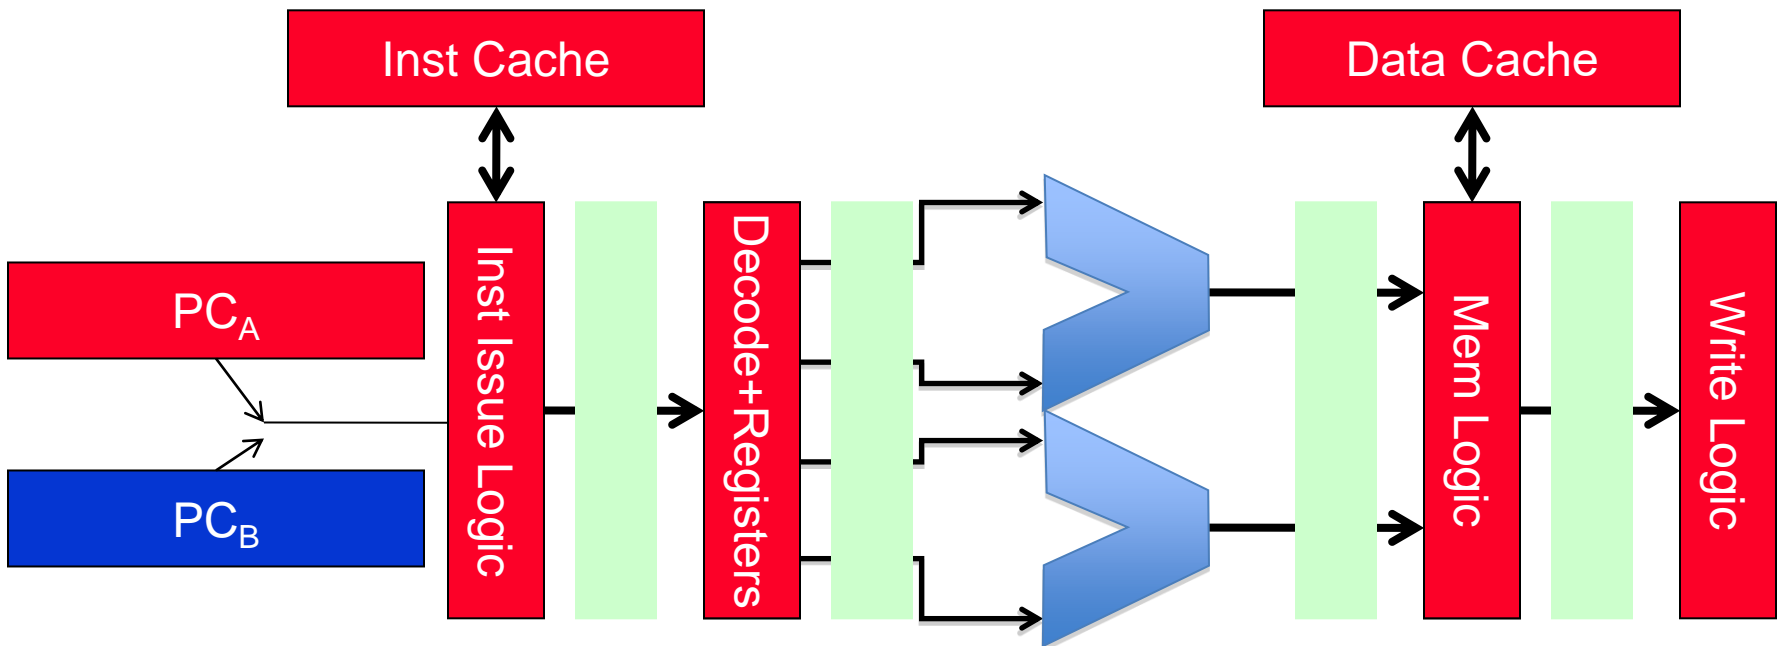 Inst Cache
Data Cache
PCA
PCB
Inst Issue Logic
Decode+Registers
Mem Logic
Write Logic